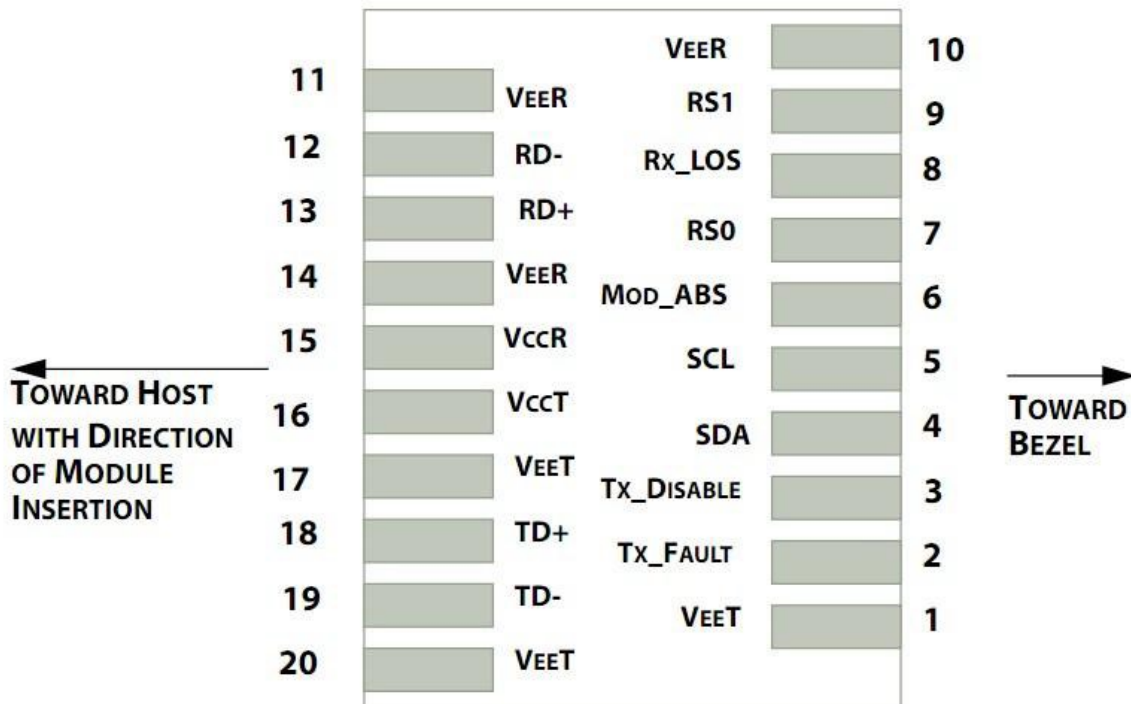 VEER 10
11 VEER
RS1 9
12 RD-
RX_LOS 8
13 RD+
RS0 7
14 VEER
MOD_ABS 6
15 VCCR
SCL 5
16 VCCT
SDA 4
17 VEET
TX_DISABLE 3
18 TD+
TX_FAULT 2
19 TD-
VEET 1
20 VEET
TOWARD HOST
WITH DIRECTION
OF MODULE
INSERTION
TOWARD
BEZEL